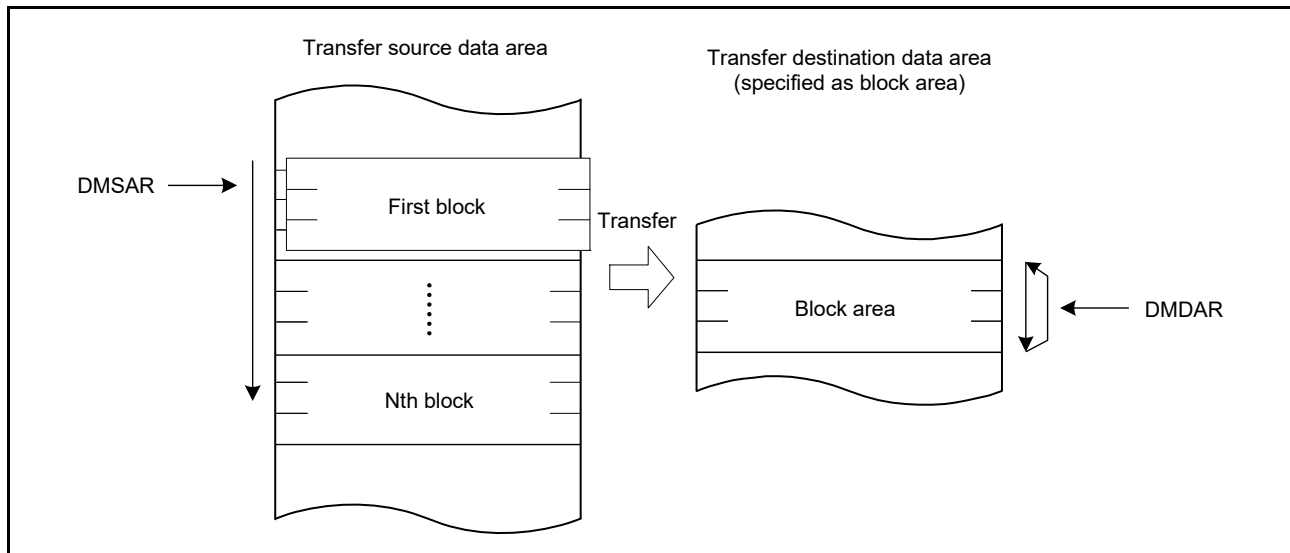 Transfer source data area
Transfer destination data area
(specified as block area)
DMSAR
First block
Transfer
Block area
DMDAR
Nth block